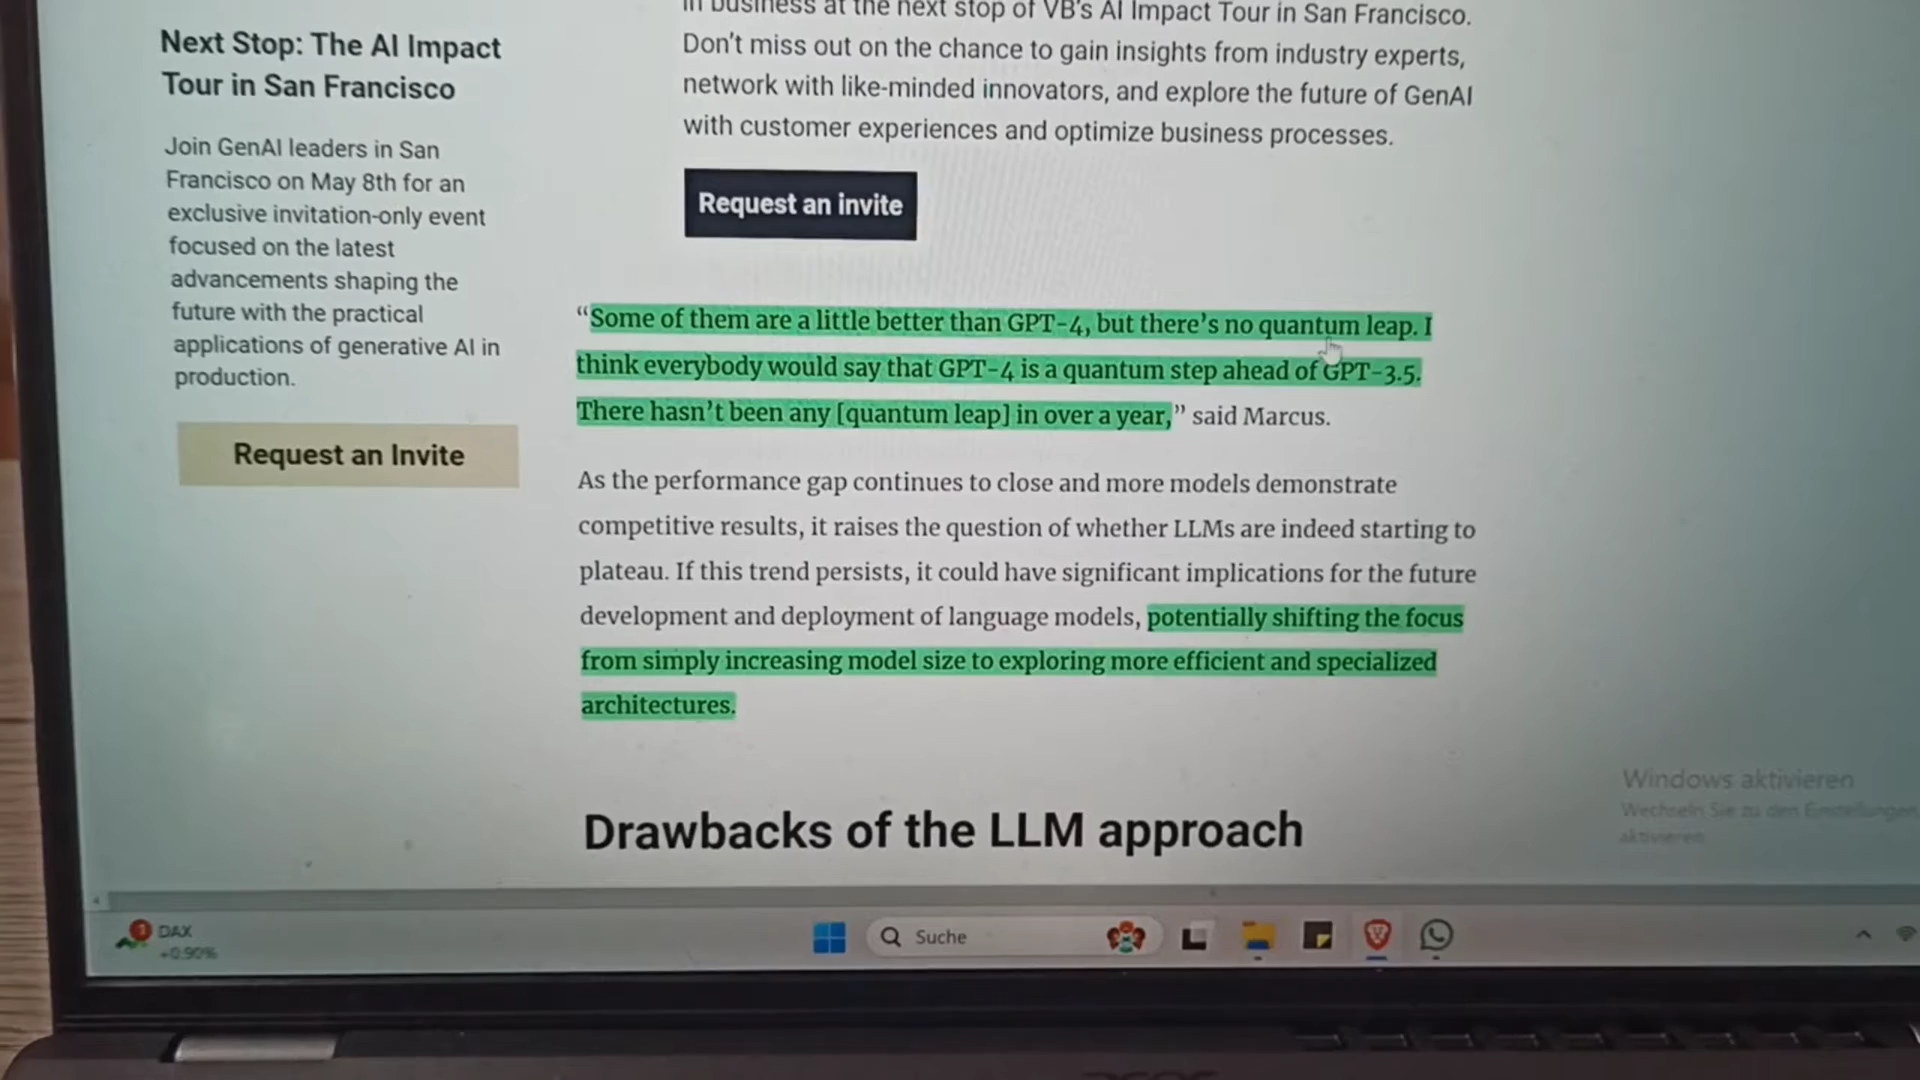 Next Stop: The AI Impact
Tour in San Francisco
Join GenAI leaders in San
Francisco on May 8th for an
exclusive invitation-only event
focused on the latest
advancements shaping the
future with the practical
applications of generative AI in
production.
Request an Invite
in business at the next stop of VB's AI Impact Tour in San Francisco.
Don't miss out on the chance to gain insights from industry experts,
network with like-minded innovators, and explore the future of GenAI
with customer experiences and optimize business processes.
Request an invite
“Some of them are a little better than GPT-4, but there's no quantum leap. I
think everybody would say that GPT-4 is a quantum step ahead of GPT-3.5.
There hasn't been any [quantum leap] in over a year,” said Marcus.
As the performance gap continues to close and more models demonstrate
competitive results, it raises the question of whether LLMs are indeed starting to
plateau. If this trend persists, it could have significant implications for the future
development and deployment of language models, potentially shifting the focus
from simply increasing model size to exploring more efficient and specialized
architectures.
Drawbacks of the LLM approach
Windows aktivieren
Wechseln Sie zu den Einstellungen
aktivieren
1
DAX
+0.90%
Suche